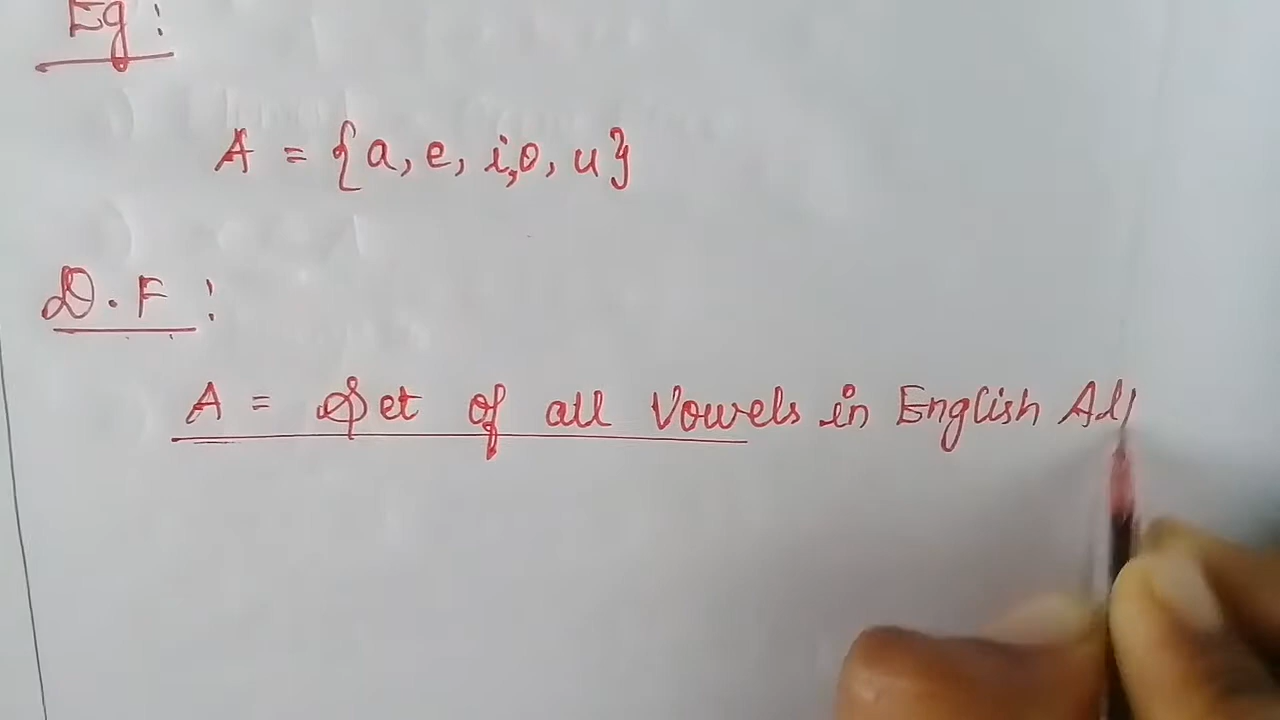 Eg :
A = {a, e, i, o, u}
D.F :
A = Set of all Vowels in English